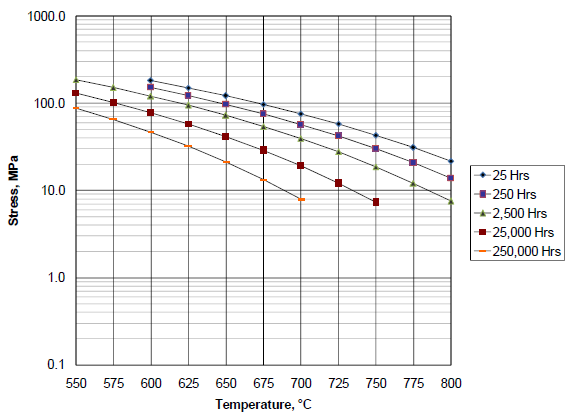 1000.0
100.0
10.0
1.0
0.1
Stress, MPa
550 575 600 625 650 675 700 725 750 775 800
Temperature, °C
25 Hrs
250 Hrs
2,500 Hrs
25,000 Hrs
250,000 Hrs